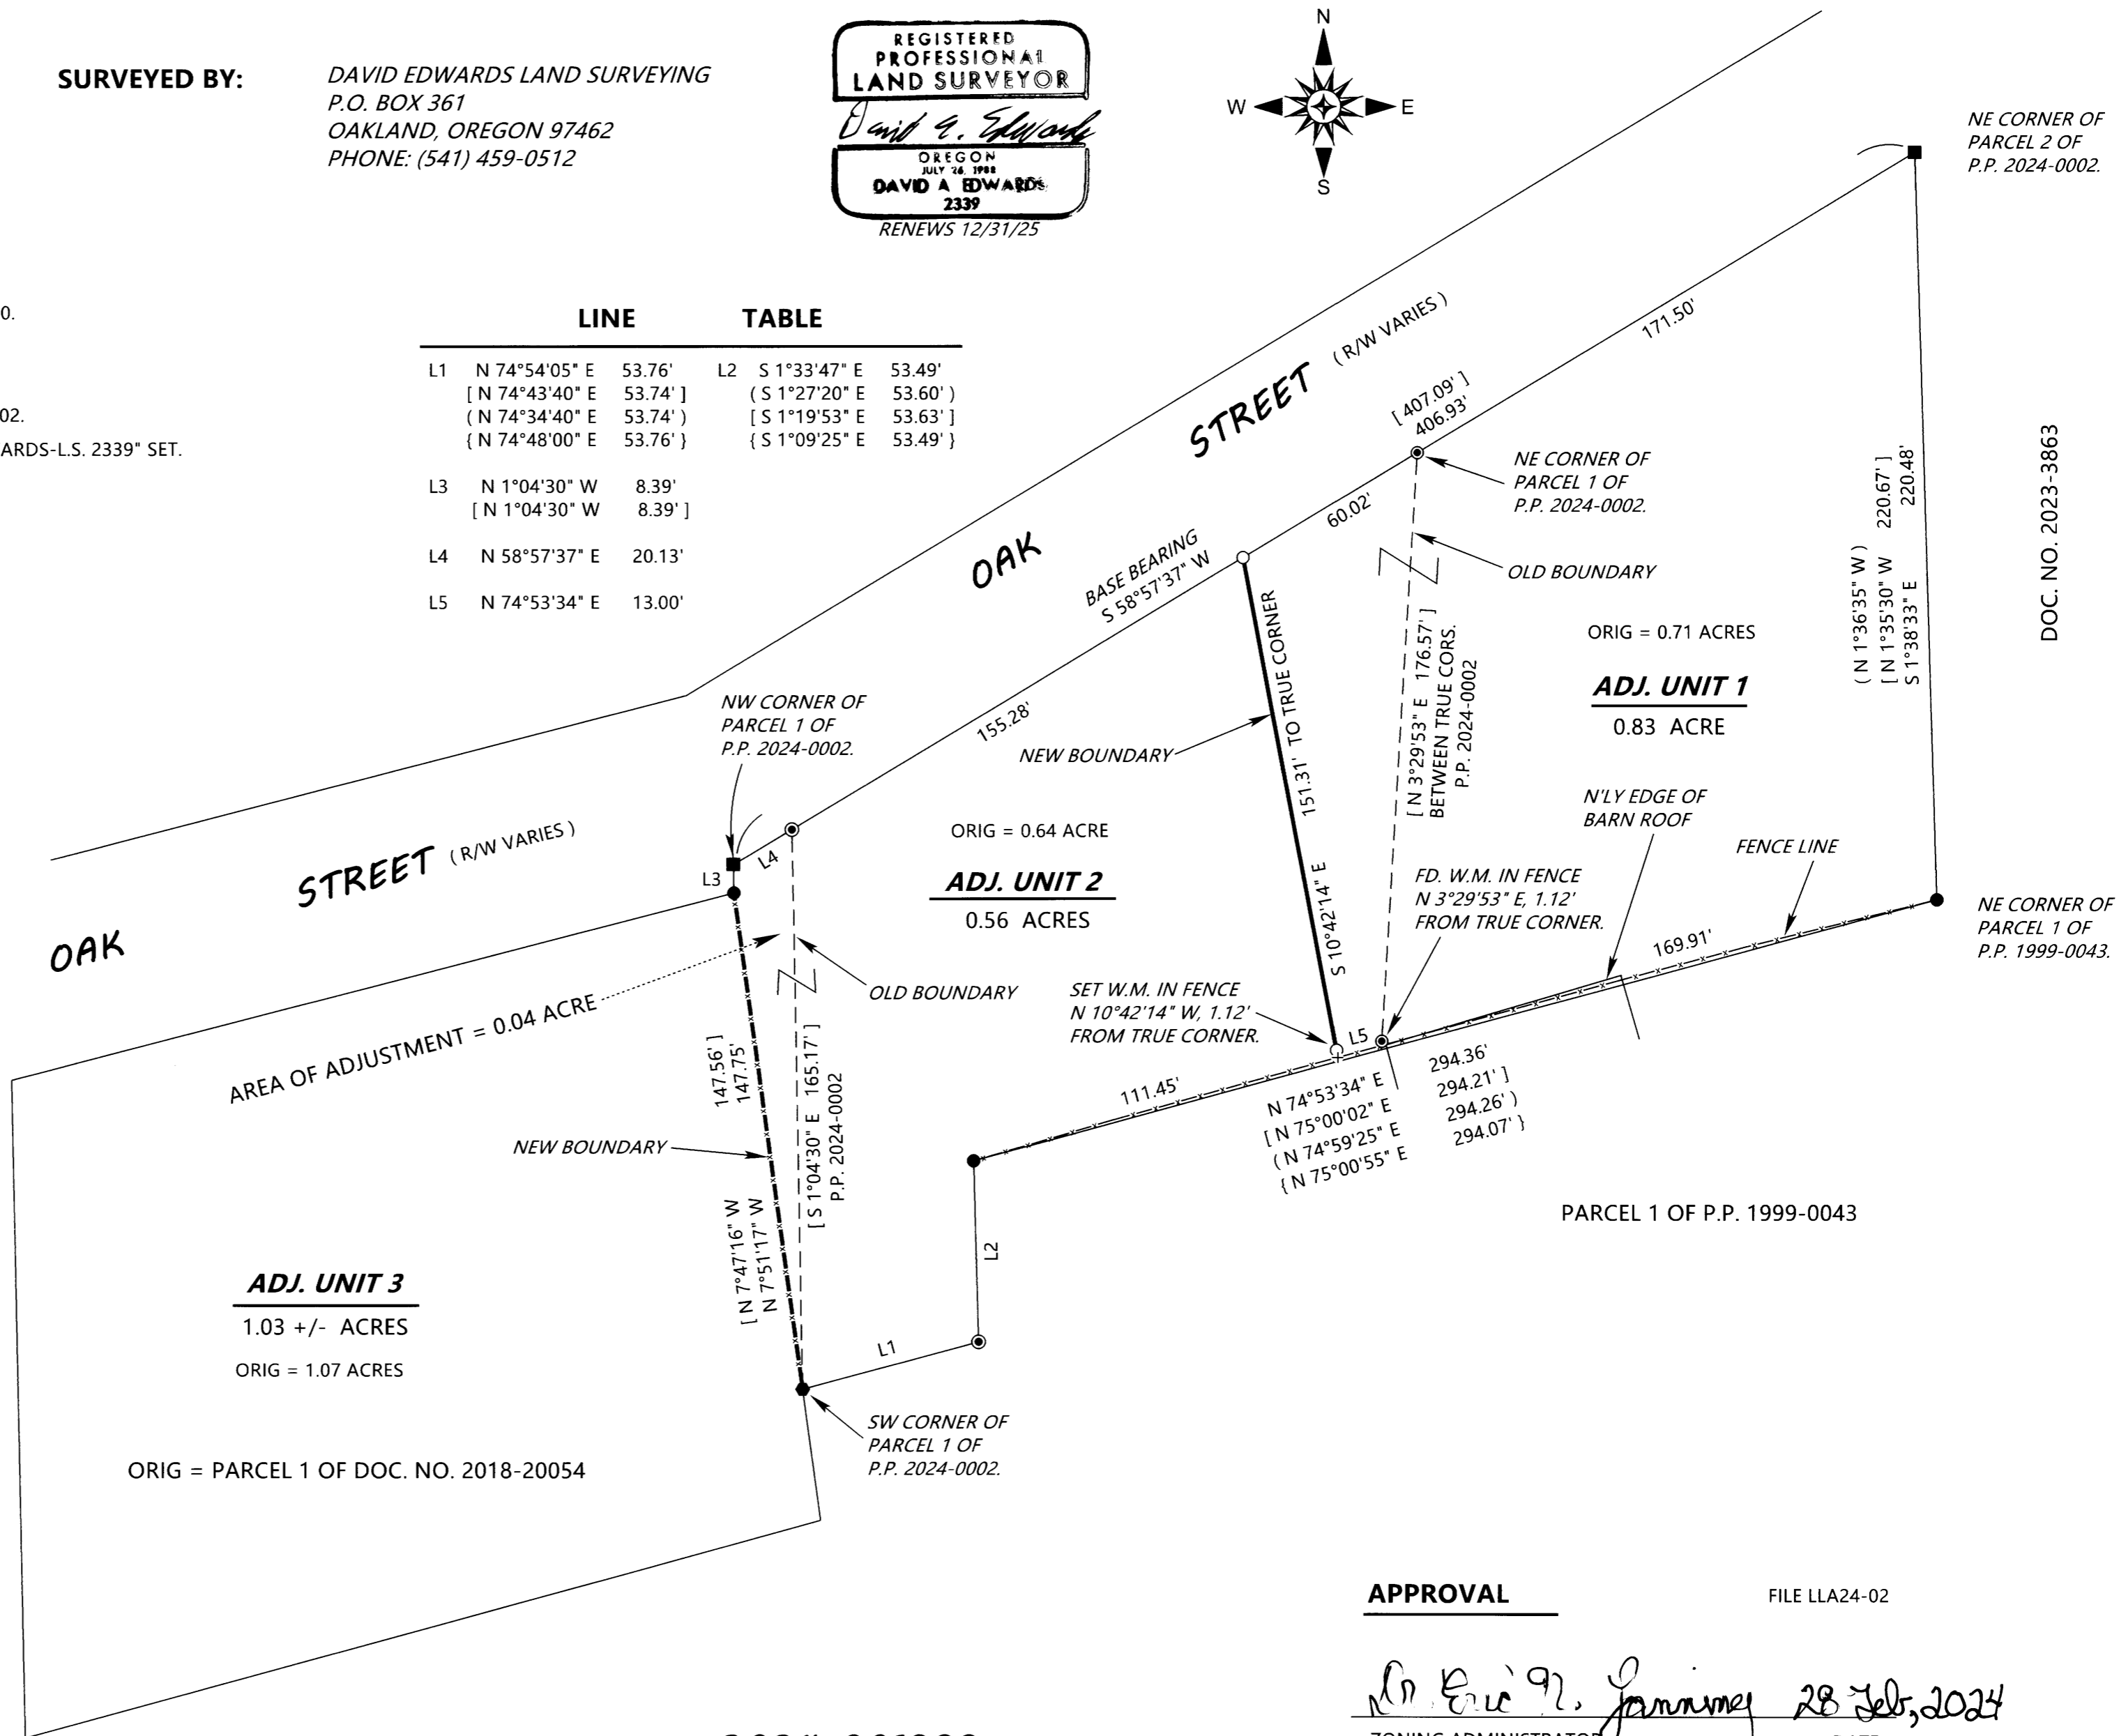 SURVEYED BY:
DAVID EDWARDS LAND SURVEYING
P.O. BOX 361
OAKLAND, OREGON 97462
PHONE: (541) 459-0512
REGISTERED
PROFESSIONAL
LAND SURVEYOR
David A. Edwards
OREGON
JULY 26, 1988
DAVID A EDWARDS
2339
RENEWS 12/31/25
N
W E
S
NE CORNER OF
PARCEL 2 OF
P.P. 2024-0002.
0.
02.
ARDS-L.S. 2339" SET.
LINE TABLE
L1 N 74°54'05" E 53.76' L2 S 1°33'47" E 53.49'
[ N 74°43'40" E 53.74' ] ( S 1°27'20" E 53.60' )
( N 74°34'40" E 53.74' ) [ S 1°19'53" E 53.63' ]
{ N 74°48'00" E 53.76' } { S 1°09'25" E 53.49' }
L3 N 1°04'30" W 8.39'
[ N 1°04'30" W 8.39' ]
L4 N 58°57'37" E 20.13'
L5 N 74°53'34" E 13.00'
OAK STREET ( R/W VARIES )
171.50'
[ 407.09' ]
406.93'
60.02'
BASE BEARING
S 58°57'37" W
155.28'
NE CORNER OF
PARCEL 1 OF
P.P. 2024-0002.
OLD BOUNDARY
ORIG = 0.71 ACRES
ADJ. UNIT 1
0.83 ACRE
( N 1°36'35" W )
[ N 1°35'30" W 220.67' ]
S 1°38'33" E 220.48'
DOC. NO. 2023-3863
[ N 3°29'53" E 176.57' ]
BETWEEN TRUE CORS.
P.P. 2024-0002
S 10°42'14" E 151.31' TO TRUE CORNER
NEW BOUNDARY
NW CORNER OF
PARCEL 1 OF
P.P. 2024-0002.
N'LY EDGE OF
BARN ROOF
FENCE LINE
OAK STREET ( R/W VARIES )
L3
L4
ORIG = 0.64 ACRE
ADJ. UNIT 2
0.56 ACRES
FD. W.M. IN FENCE
N 3°29'53" E, 1.12'
FROM TRUE CORNER.
169.91'
NE CORNER OF
PARCEL 1 OF
P.P. 1999-0043.
OLD BOUNDARY
SET W.M. IN FENCE
N 10°42'14" W, 1.12'
FROM TRUE CORNER.
L5
AREA OF ADJUSTMENT = 0.04 ACRE
111.45'
N 74°53'34" E 294.36'
[ N 75°00'02" E 294.21' ]
( N 74°59'25" E 294.26' )
{ N 75°00'55" E 294.07' }
NEW BOUNDARY
[ N 7°47'16" W 147.56' ]
N 7°51'17" W 147.75'
[ S 1°04'30" E 165.17' ]
P.P. 2024-0002
L2
L1
PARCEL 1 OF P.P. 1999-0043
ADJ. UNIT 3
1.03 +/- ACRES
ORIG = 1.07 ACRES
SW CORNER OF
PARCEL 1 OF
P.P. 2024-0002.
ORIG = PARCEL 1 OF DOC. NO. 2018-20054
APPROVAL FILE LLA24-02
28 Feb, 2024
ZONING ADMINISTRATOR